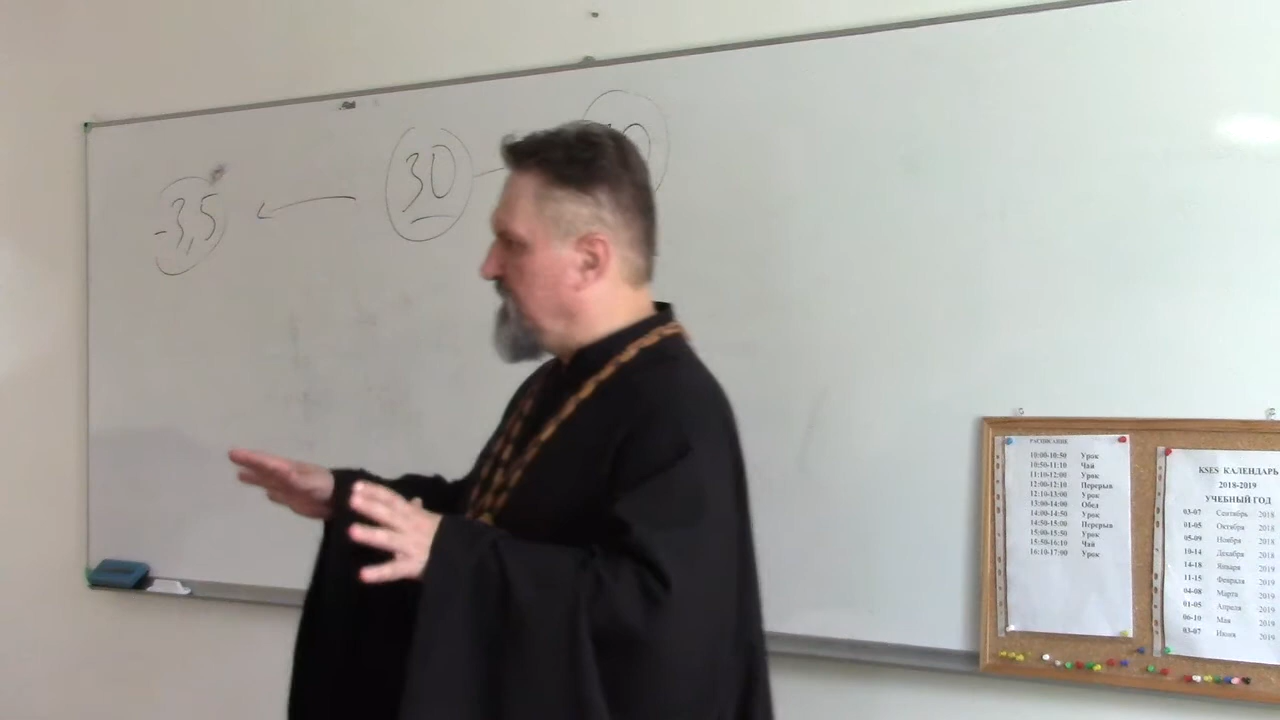 -3,5
30
РАСПИСАНИЕ
10:00-10:50 Урок
10:50-11:10 Чай
11:10-12:00 Урок
12:00-12:10 Перерыв
12:10-13:00 Урок
13:00-14:00 Обед
14:00-14:50 Урок
14:50-15:00 Перерыв
15:00-15:50 Урок
15:50-16:10 Чай
16:10-17:00 Урок
KSES КАЛЕНДАРЬ
2018-2019
УЧЕБНЫЙ ГОД
03-07 Сентябрь 2018
01-05 Октября 2018
05-09 Ноября 2018
10-14 Декабря 2018
14-18 Января 2019
11-15 Февраля 2019
04-08 Марта 2019
01-05 Апреля 2019
06-10 Мая 2019
03-07 Июня 2019